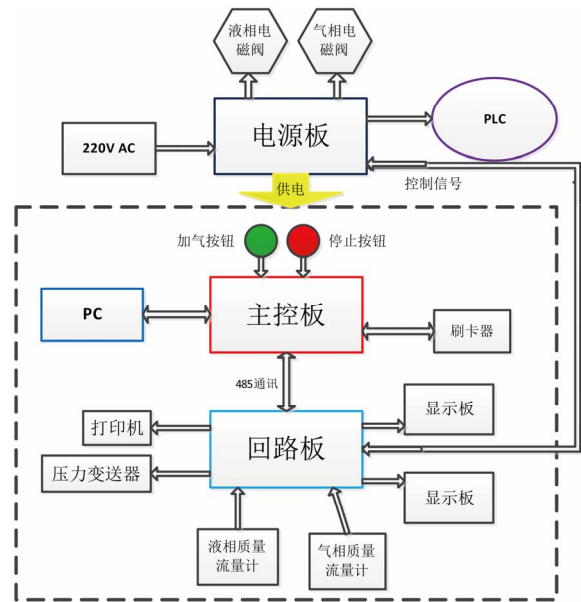 液相电
磁阀
气相电
磁阀
220V AC
电源板
PLC
控制信号
供电
加气按钮
停止按钮
PC
主控板
刷卡器
485通讯
打印机
回路板
显示板
压力变送器
显示板
液相质量
流量计
气相质量
流量计